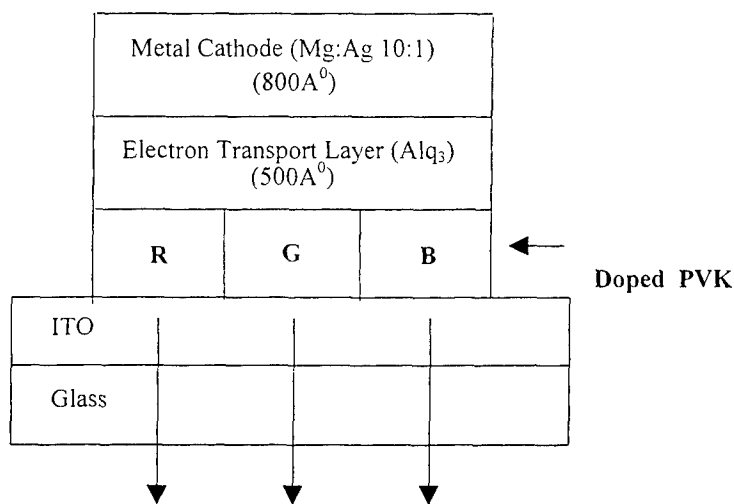 Metal Cathode (Mg:Ag 10:1)
(800A⁰)
Electron Transport Layer (Alq₃)
(500A⁰)
R G B
Doped PVK
ITO
Glass